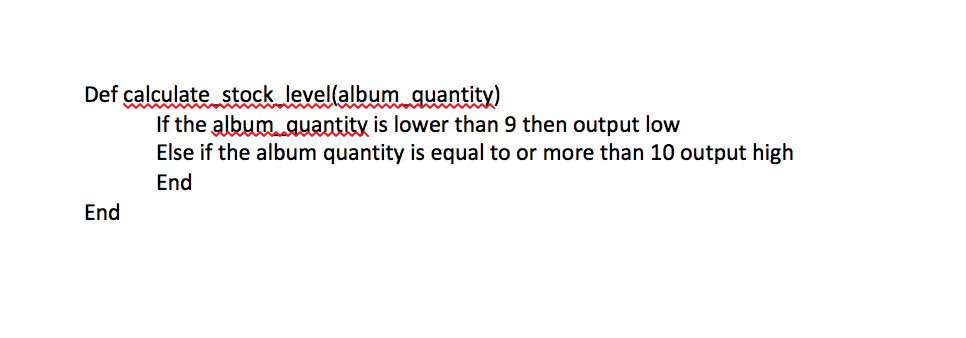 Def calculate_stock_level(album_quantity)
If the album_quantity is lower than 9 then output low
Else if the album quantity is equal to or more than 10 output high
End
End